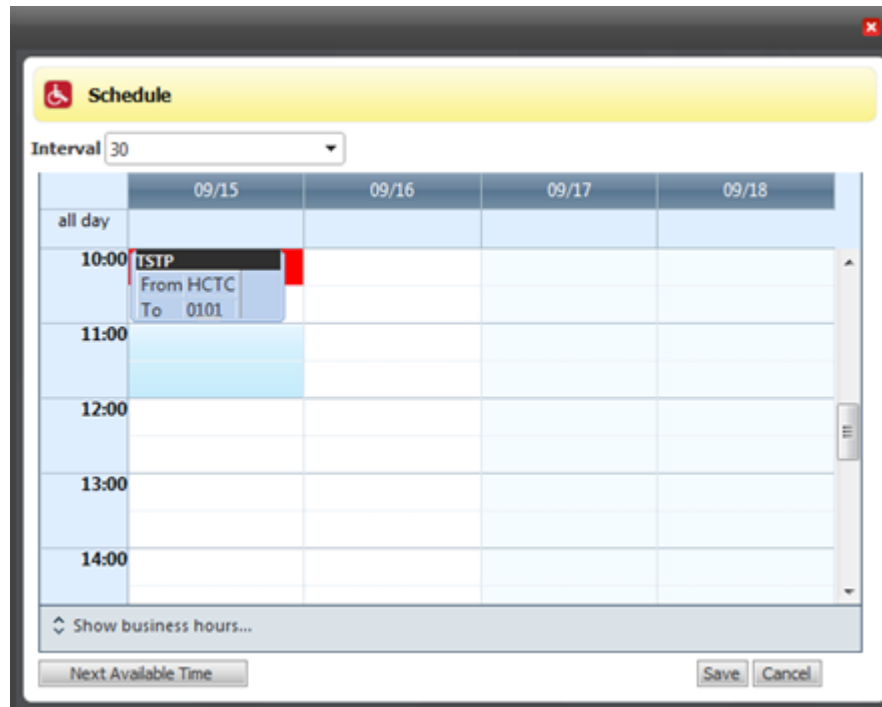 Schedule
Interval 30
09/15 09/16 09/17 09/18
all day
10:00 TSTP
From HCTC
To 0101
11:00
12:00
13:00
14:00
Show business hours...
Next Available Time Save Cancel